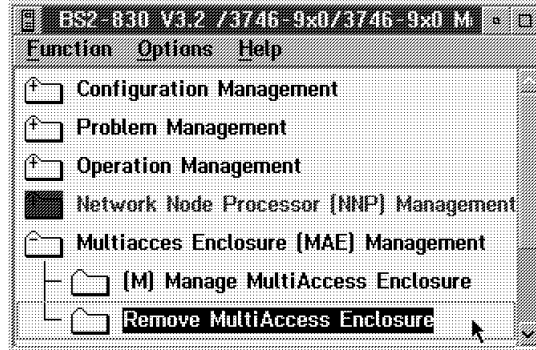 BS2-830 V3.2 /3746-9x0/3746-9x0 M
Function Options Help
Configuration Management
Problem Management
Operation Management
Network Node Processor (NNP) Management
Multiacces Enclosure (MAE) Management
(M) Manage MultiAccess Enclosure
Remove MultiAccess Enclosure